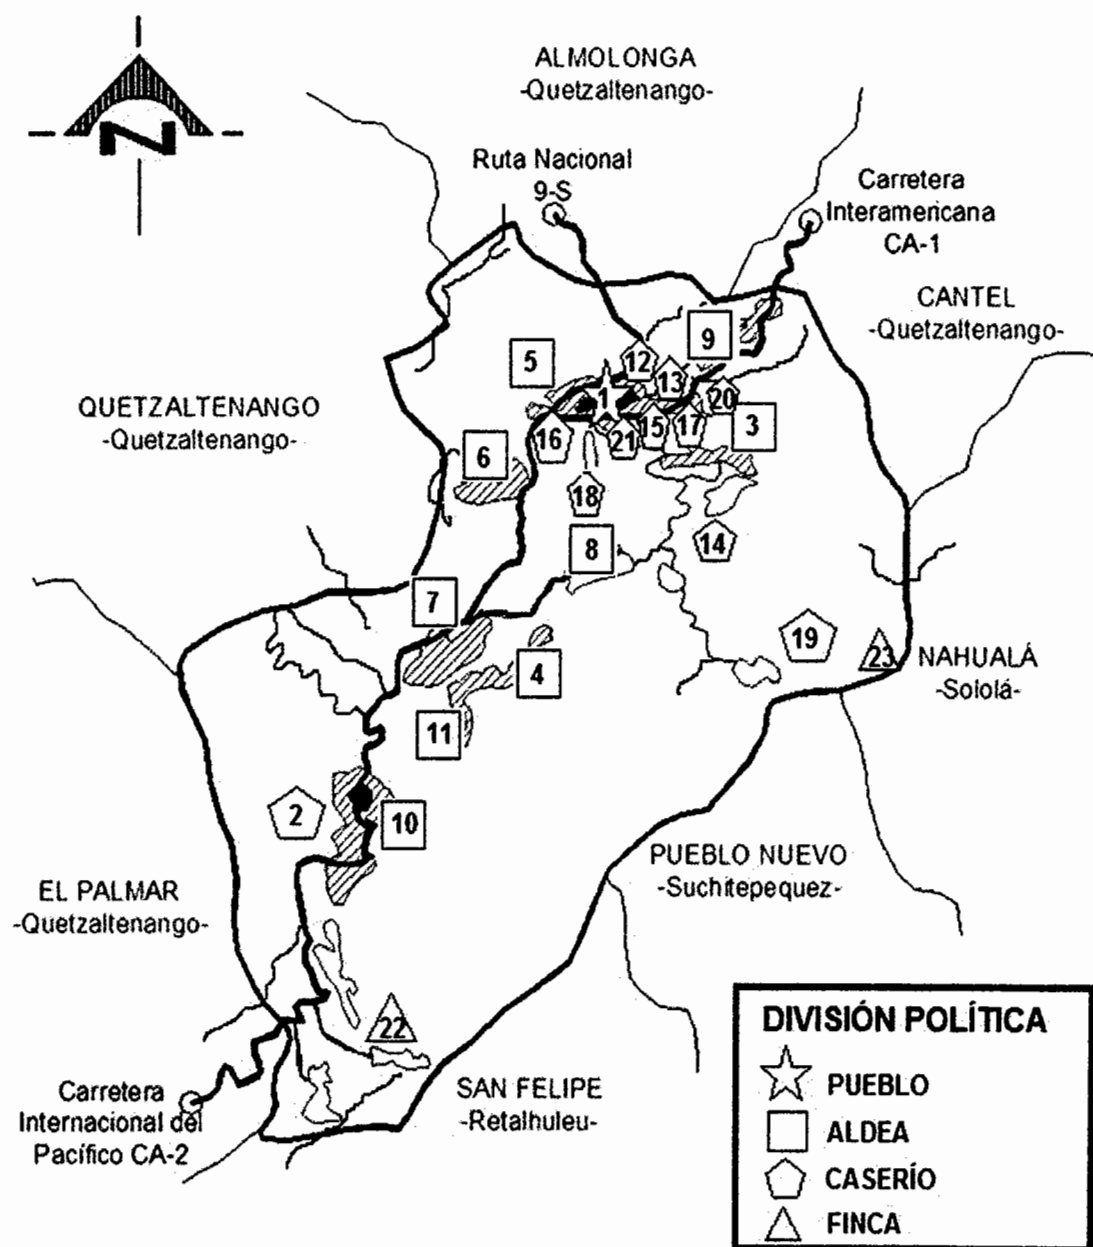 ALMOLONGA
-Quetzaltenango-
Ruta Nacional
9-S
Carretera
Interamericana
CA-1
CANTEL
-Quetzaltenango-
QUETZALTENANGO
-Quetzaltenango-
N
9
5
12
13
1
20
3
16
21
15
17
6
18
14
8
7
19
23
NAHUALÁ
-Sololá-
4
11
2
10
PUEBLO NUEVO
-Suchitepequez-
EL PALMAR
-Quetzaltenango-
22
SAN FELIPE
-Retalhuleu-
Carretera
Internacional del
Pacífico CA-2
DIVISIÓN POLÍTICA
PUEBLO
ALDEA
CASERÍO
FINCA